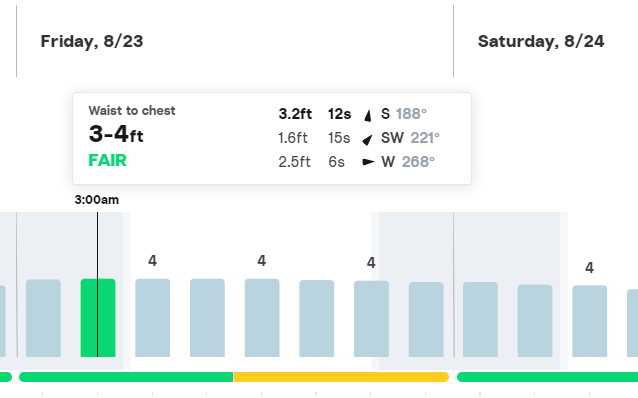 Friday, 8/23
Saturday, 8/24
Waist to chest
3-4ft
FAIR
3.2ft 12s S 188°
1.6ft 15s SW 221°
2.5ft 6s W 268°
3:00am
4 4 4 4